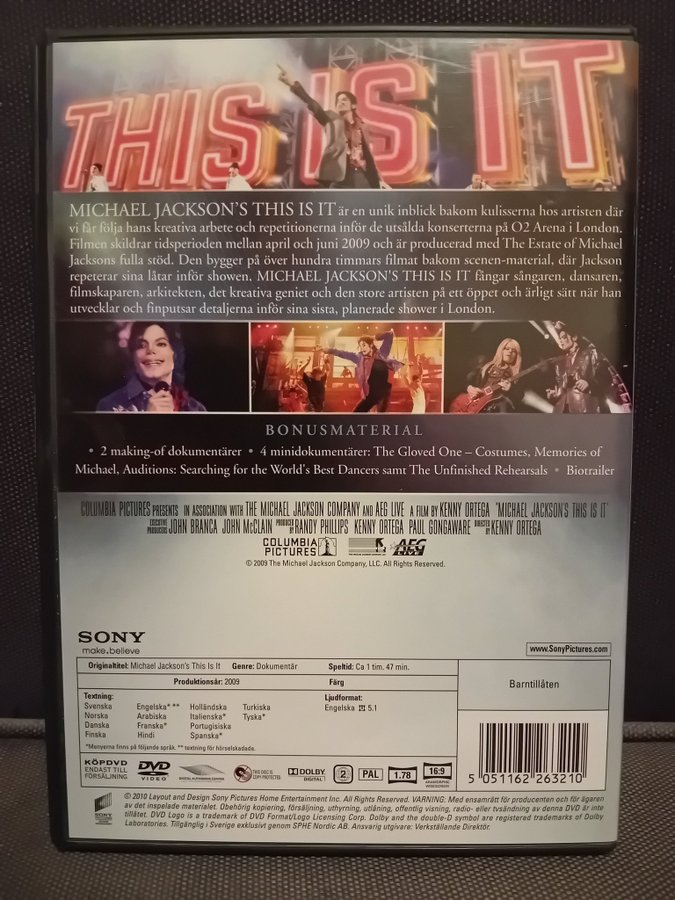 THIS IS IT
MICHAEL JACKSON'S THIS IS IT är en unik inblick bakom kulisserna hos artisten där
vi får följa hans kreativa arbete och repetitionerna inför de utsålda konserterna på O2 Arena i London.
Filmen skildrar tidsperioden mellan april och juni 2009 och är producerad med The Estate of Michael
Jacksons fulla stöd. Den bygger på över hundra timmars filmat bakom scenen-material, där Jackson
repeterar sina låtar inför showen. MICHAEL JACKSON'S THIS IS IT fångar sångaren, dansaren,
filmskaparen, arkitekten, det kreativa geniet och den store artisten på ett öppet och ärligt sätt när han
utvecklar och finputsar detaljerna inför sina sista, planerade shower i London.
BONUSMATERIAL
• 2 making-of dokumentärer • 4 minidokumentärer: The Gloved One – Costumes, Memories of
Michael, Auditions: Searching for the World's Best Dancers samt The Unfinished Rehearsals • Biotrailer
COLUMBIA PICTURES PRESENTS IN ASSOCIATION WITH THE MICHAEL JACKSON COMPANY AND AEG LIVE A FILM BY KENNY ORTEGA "MICHAEL JACKSON'S THIS IS IT"
EXECUTIVE PRODUCERS JOHN BRANCA JOHN McCLAIN PRODUCED BY RANDY PHILLIPS KENNY ORTEGA PAUL GONGAWARE DIRECTED BY KENNY ORTEGA
COLUMBIA PICTURES AEG
© 2009 The Michael Jackson Company, LLC. All Rights Reserved.
SONY
make.believe
www.SonyPictures.com
Originaltitel: Michael Jackson's This Is It Genre: Dokumentär Speltid: Ca 1 tim. 47 min.
Produktionsår: 2009 Färg
Barntillåten
Textning: Ljudformat:
Svenska Engelska* ** Holländska Turkiska Engelska 5.1
Norska Arabiska Italienska* Tyska*
Danska Franska* Portugisiska
Finska Hindi Spanska*
*Menyerna finns på följande språk. ** textning för hörselskadade.
KÖPDVD
ENDAST TILL
FÖRSÄLJNING
DVD
VIDEO
THIS DISC IS
COPY PROTECTED
DOLBY
DIGITAL
2
PAL
1.78
16:9
5 051162 263210
SONY
© 2010 Layout and Design Sony Pictures Home Entertainment Inc. All Rights Reserved. VARNING: Med ensamrätt för producenten och för ägaren
av det inspelade materialet. Obehörig kopiering, försäljning, uthyrning, utlåning, offentlig visning, radio- eller tvsändning av denna DVD är inte
tillåtet. DVD Logo is a trademark of DVD Format/Logo Licensing Corp. Dolby and the double-D symbol are registered trademarks of Dolby
Laboratories. Tillgänglig i Sverige exklusivt genom SPHE Nordic AB. Ansvarig utgivare: Verkställande Direktör.